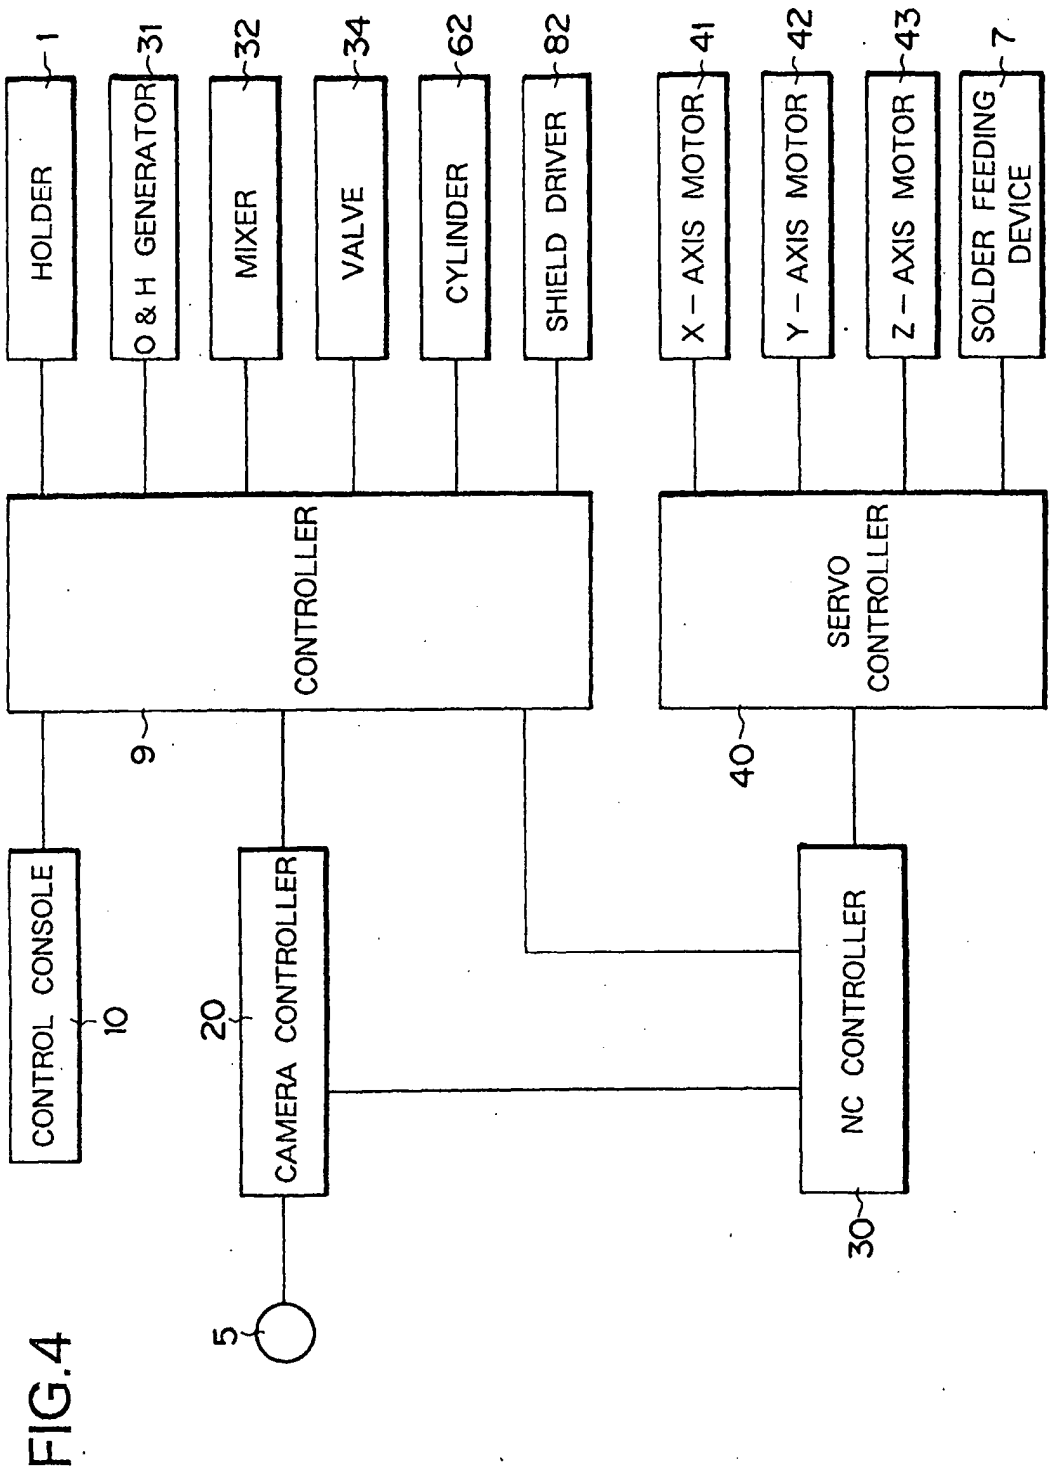 FIG.4
CONTROL CONSOLE
10
5
20
CAMERA CONTROLLER
30
NC CONTROLLER
9
CONTROLLER
40
SERVO
CONTROLLER
HOLDER
1
O & H GENERATOR
31
MIXER
32
VALVE
34
CYLINDER
62
SHIELD DRIVER
82
X-AXIS MOTOR
41
Y-AXIS MOTOR
42
Z-AXIS MOTOR
43
SOLDER FEEDING
DEVICE
7